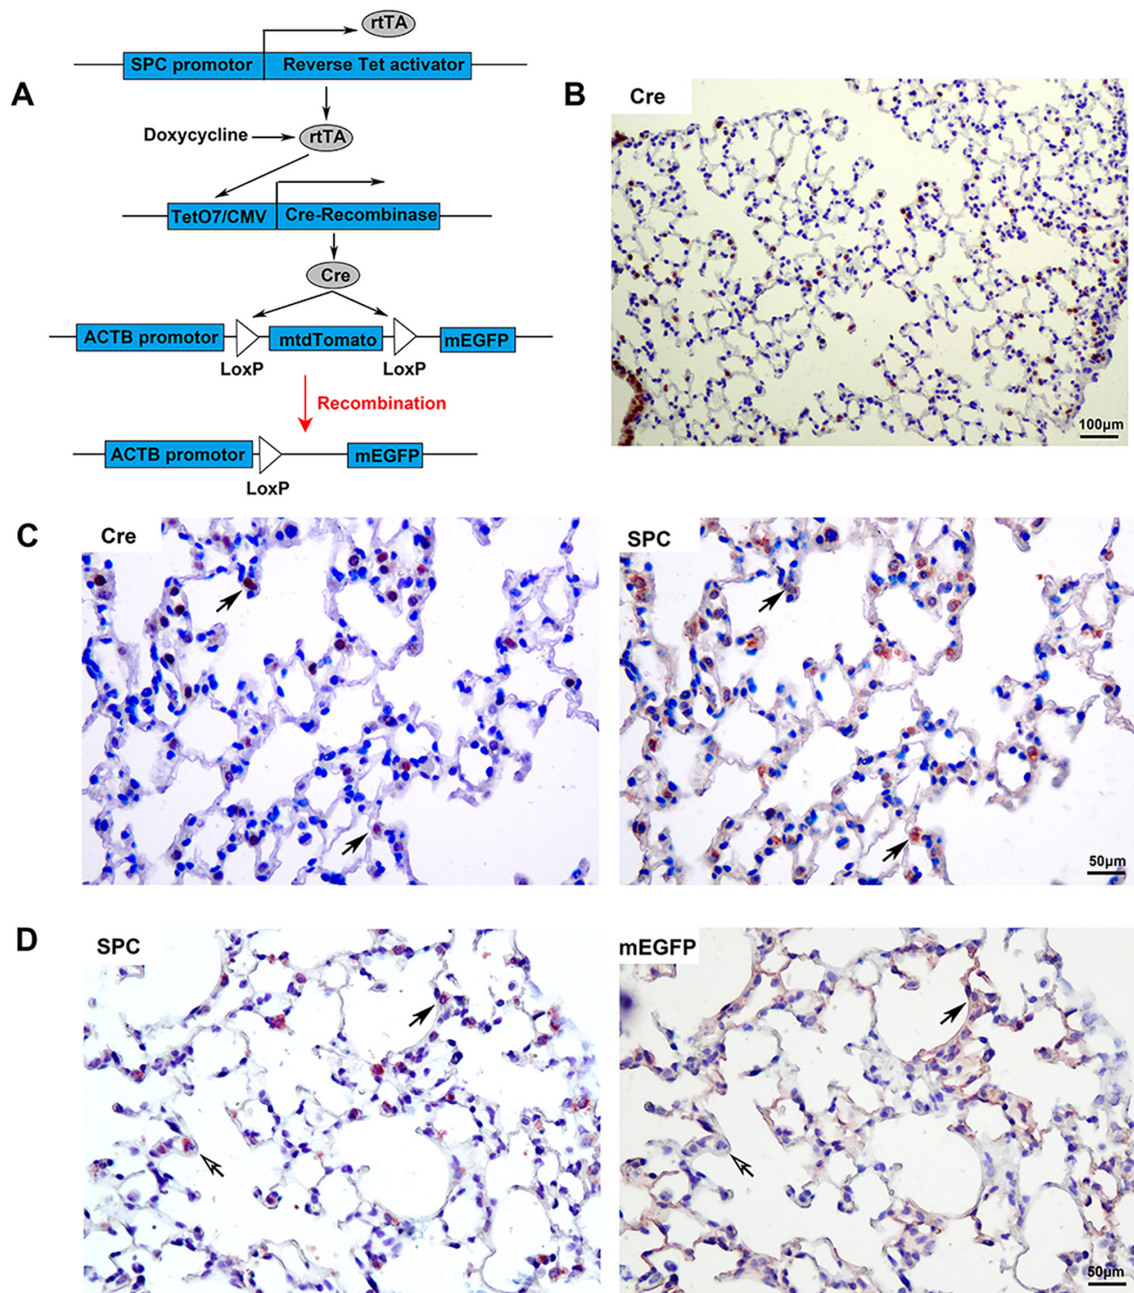 rtTA
SPC promotor Reverse Tet activator
A
Doxycycline rtTA
TetO7/CMV Cre-Recombinase
Cre
ACTB promotor mtdTomato mEGFP
LoxP LoxP
Recombination
ACTB promotor mEGFP
LoxP
B
Cre
100µm
C
Cre
SPC
50µm
D
SPC
mEGFP
50µm